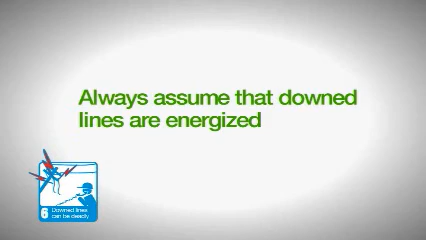 Always assume that downed
lines are energized
6 Downed lines
can be deadly